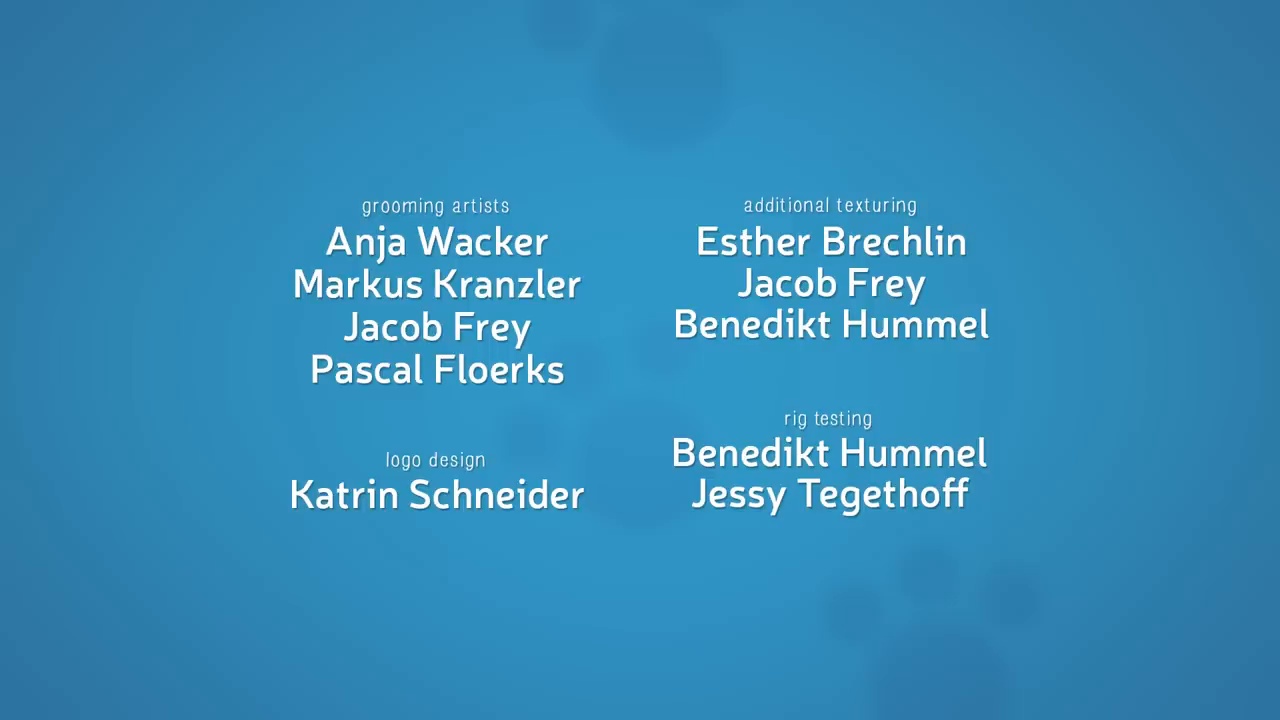 grooming artists
Anja Wacker
Markus Kranzler
Jacob Frey
Pascal Floerks
logo design
Katrin Schneider
additional texturing
Esther Brechlin
Jacob Frey
Benedikt Hummel
rig testing
Benedikt Hummel
Jessy Tegethoff